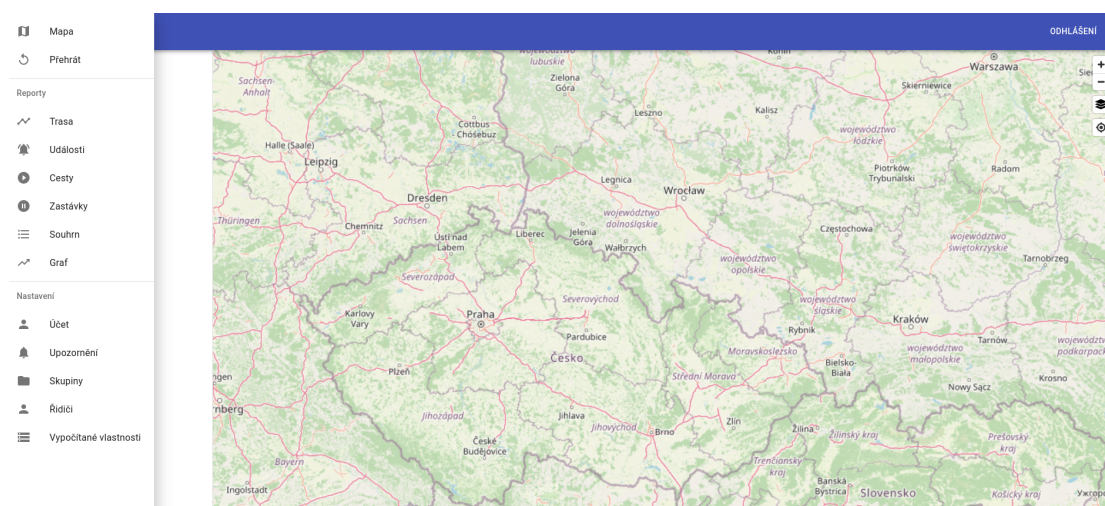 Mapa
Přehrát
Reporty
Trasa
Události
Cesty
Zastávky
Souhrn
Graf
Nastavení
Účet
Upozornění
Skupiny
Řidiči
Vypočítané vlastnosti
ODHLÁŠENÍ
+
−
lubuskie
Konin
Warszawa
Sachsen-
Anhalt
Zielona
Góra
Skierniewice
Leszno
Kalisz
Cottbus
- Chóśebuz
województwo
łódzkie
Halle (Saale)
Leipzig
Piotrków
Trybunalski
Radom
Legnica
Wrocław
Dresden
Thüringen
Chemnitz
Sachsen
województwo
dolnośląskie
Ústí nad
Labem
Liberec
Jelenia
Góra
Wałbrzych
Częstochowa
województwo
świętokrzyskie
województwo
opolskie
Tarnobrzeg
Severozápad
Karlovy
Vary
Praha
Severovýchod
województwo
śląskie
Rybnik
Kraków
Pardubice
Tarnów
Česko
Moravskoslezsko
województwo
małopolskie
województwo
podkarpack
Plzeň
Střední Morava
Bielsko-
Biała
Nowy Sącz
Krosno
Jihozápad
Jihlava
Jihovýchod
Brno
Zlín
Žilina
Žilinský kraj
Prešovský
kraj
České
Budějovice
Bayern
Trenčiansky
kraj
Ingolstadt
Banská
Bystrica
Slovensko
Košický kraj